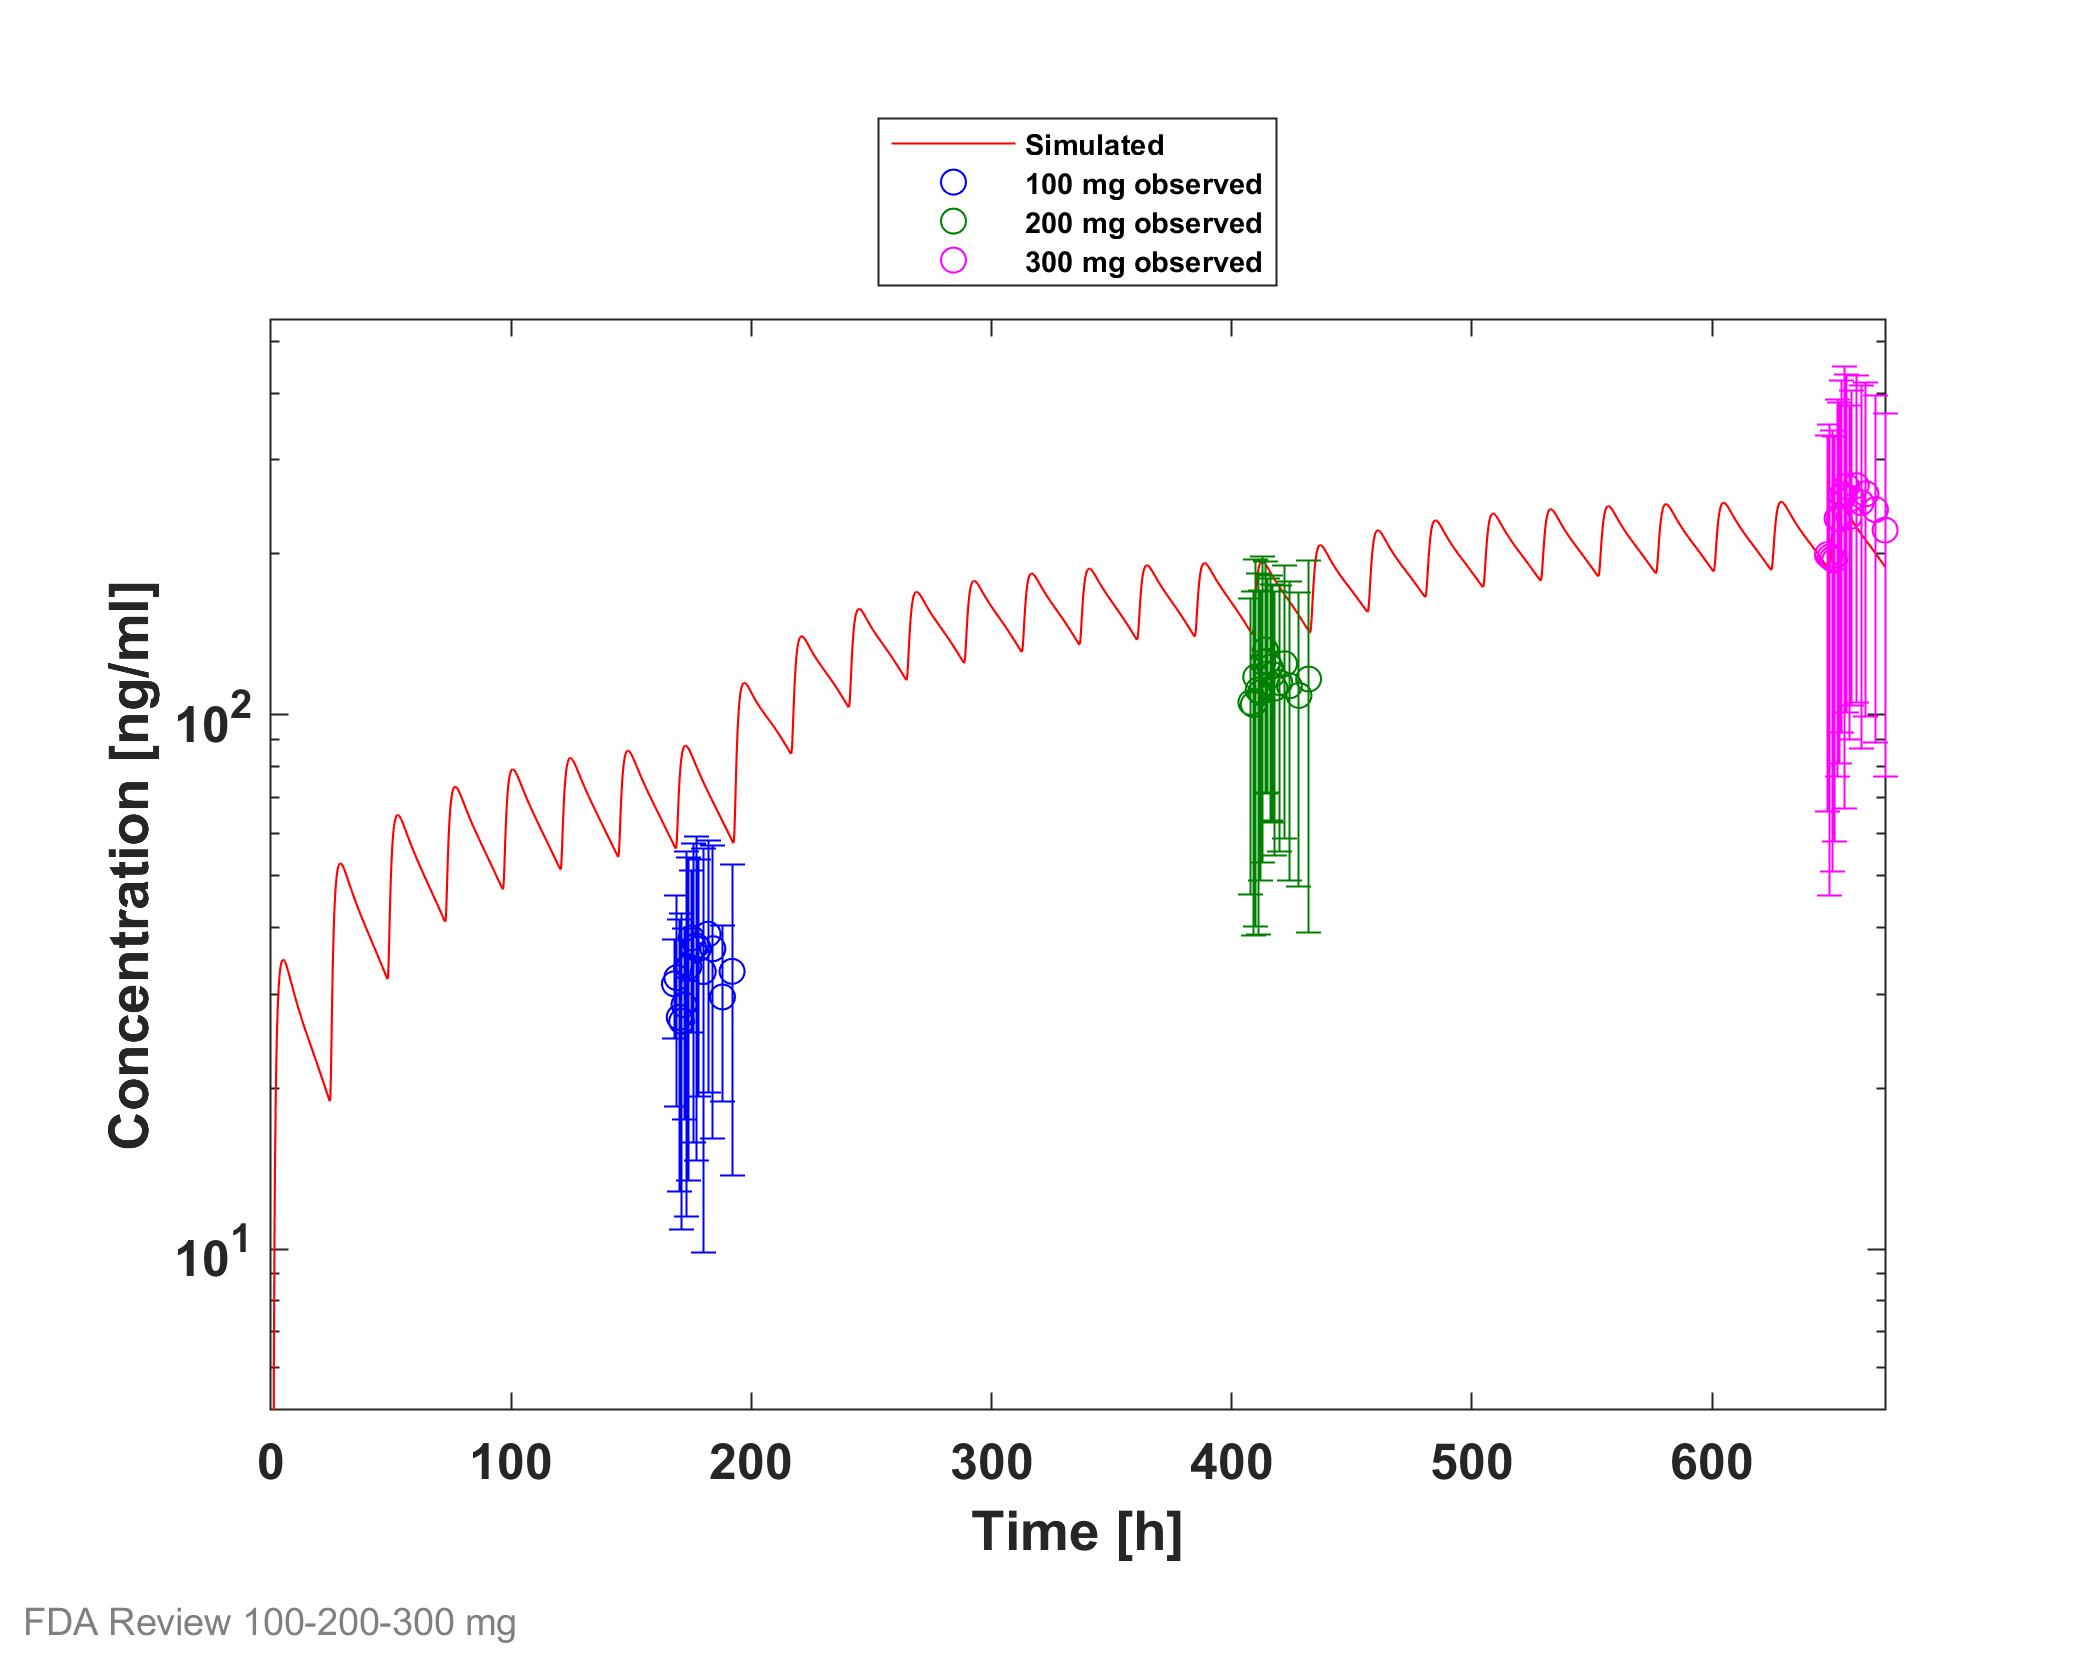 Simulated
100 mg observed
200 mg observed
300 mg observed
Concentration [ng/ml]
10²
10¹
0 100 200 300 400 500 600
Time [h]
FDA Review 100-200-300 mg